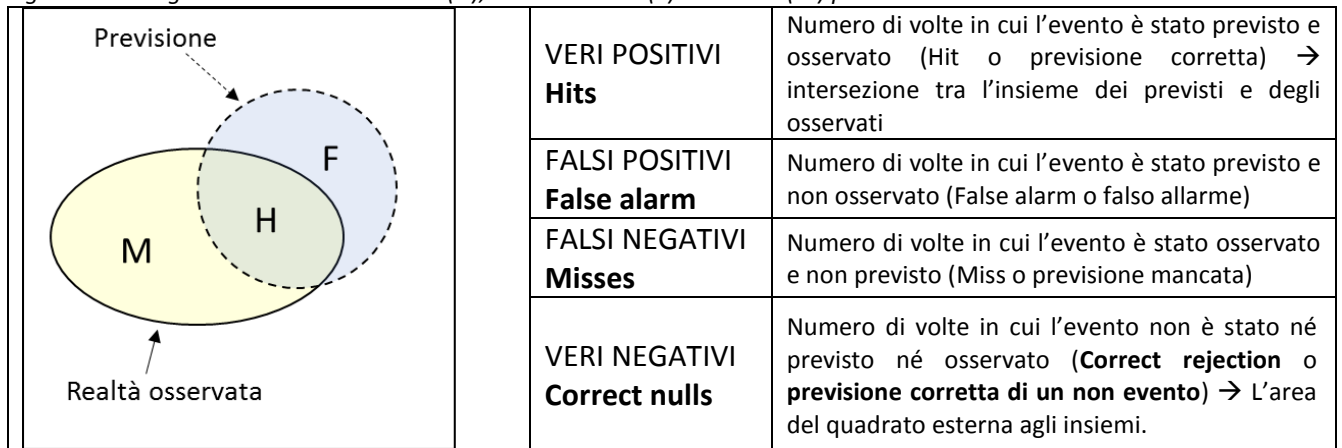 Previsione
F
H
M
Realtà osservata
VERI POSITIVI
Hits
Numero di volte in cui l'evento è stato previsto e
osservato (Hit o previsione corretta) →
intersezione tra l'insieme dei previsti e degli
osservati
FALSI POSITIVI
False alarm
Numero di volte in cui l'evento è stato previsto e
non osservato (False alarm o falso allarme)
FALSI NEGATIVI
Misses
Numero di volte in cui l'evento è stato osservato
e non previsto (Miss o previsione mancata)
VERI NEGATIVI
Correct nulls
Numero di volte in cui l'evento non è stato né
previsto né osservato (Correct rejection o
previsione corretta di un non evento) → L'area
del quadrato esterna agli insiemi.